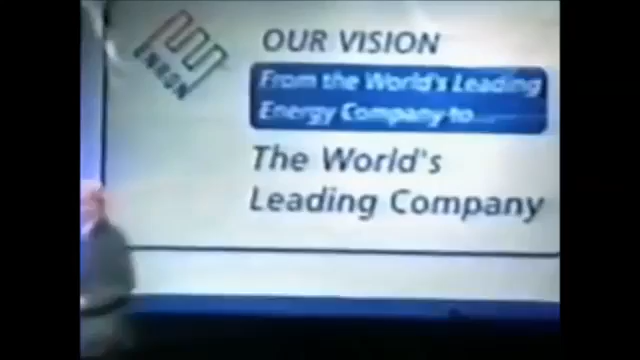 ENRON
OUR VISION
From the World's Leading
Energy Company to...
The World's
Leading Company